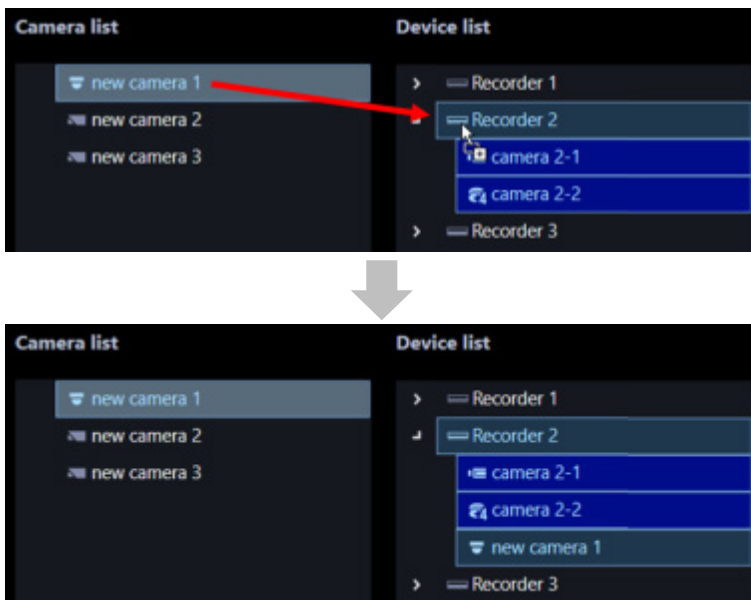 Camera list
Device list
new camera 1
Recorder 1
new camera 2
Recorder 2
new camera 3
camera 2-1
camera 2-2
Recorder 3
Camera list
Device list
new camera 1
Recorder 1
new camera 2
Recorder 2
new camera 3
camera 2-1
camera 2-2
new camera 1
Recorder 3